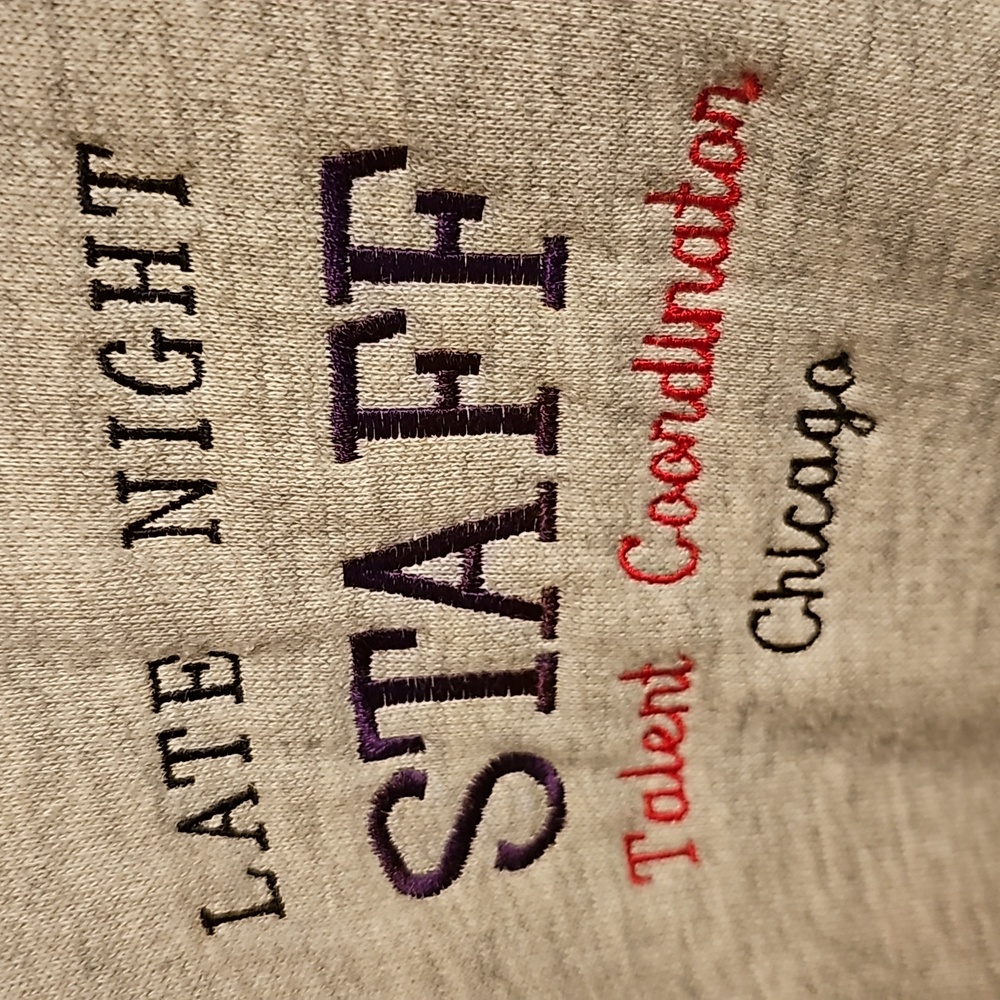 LATE NIGHT
STAFF
Talent Coordinator
Chicago